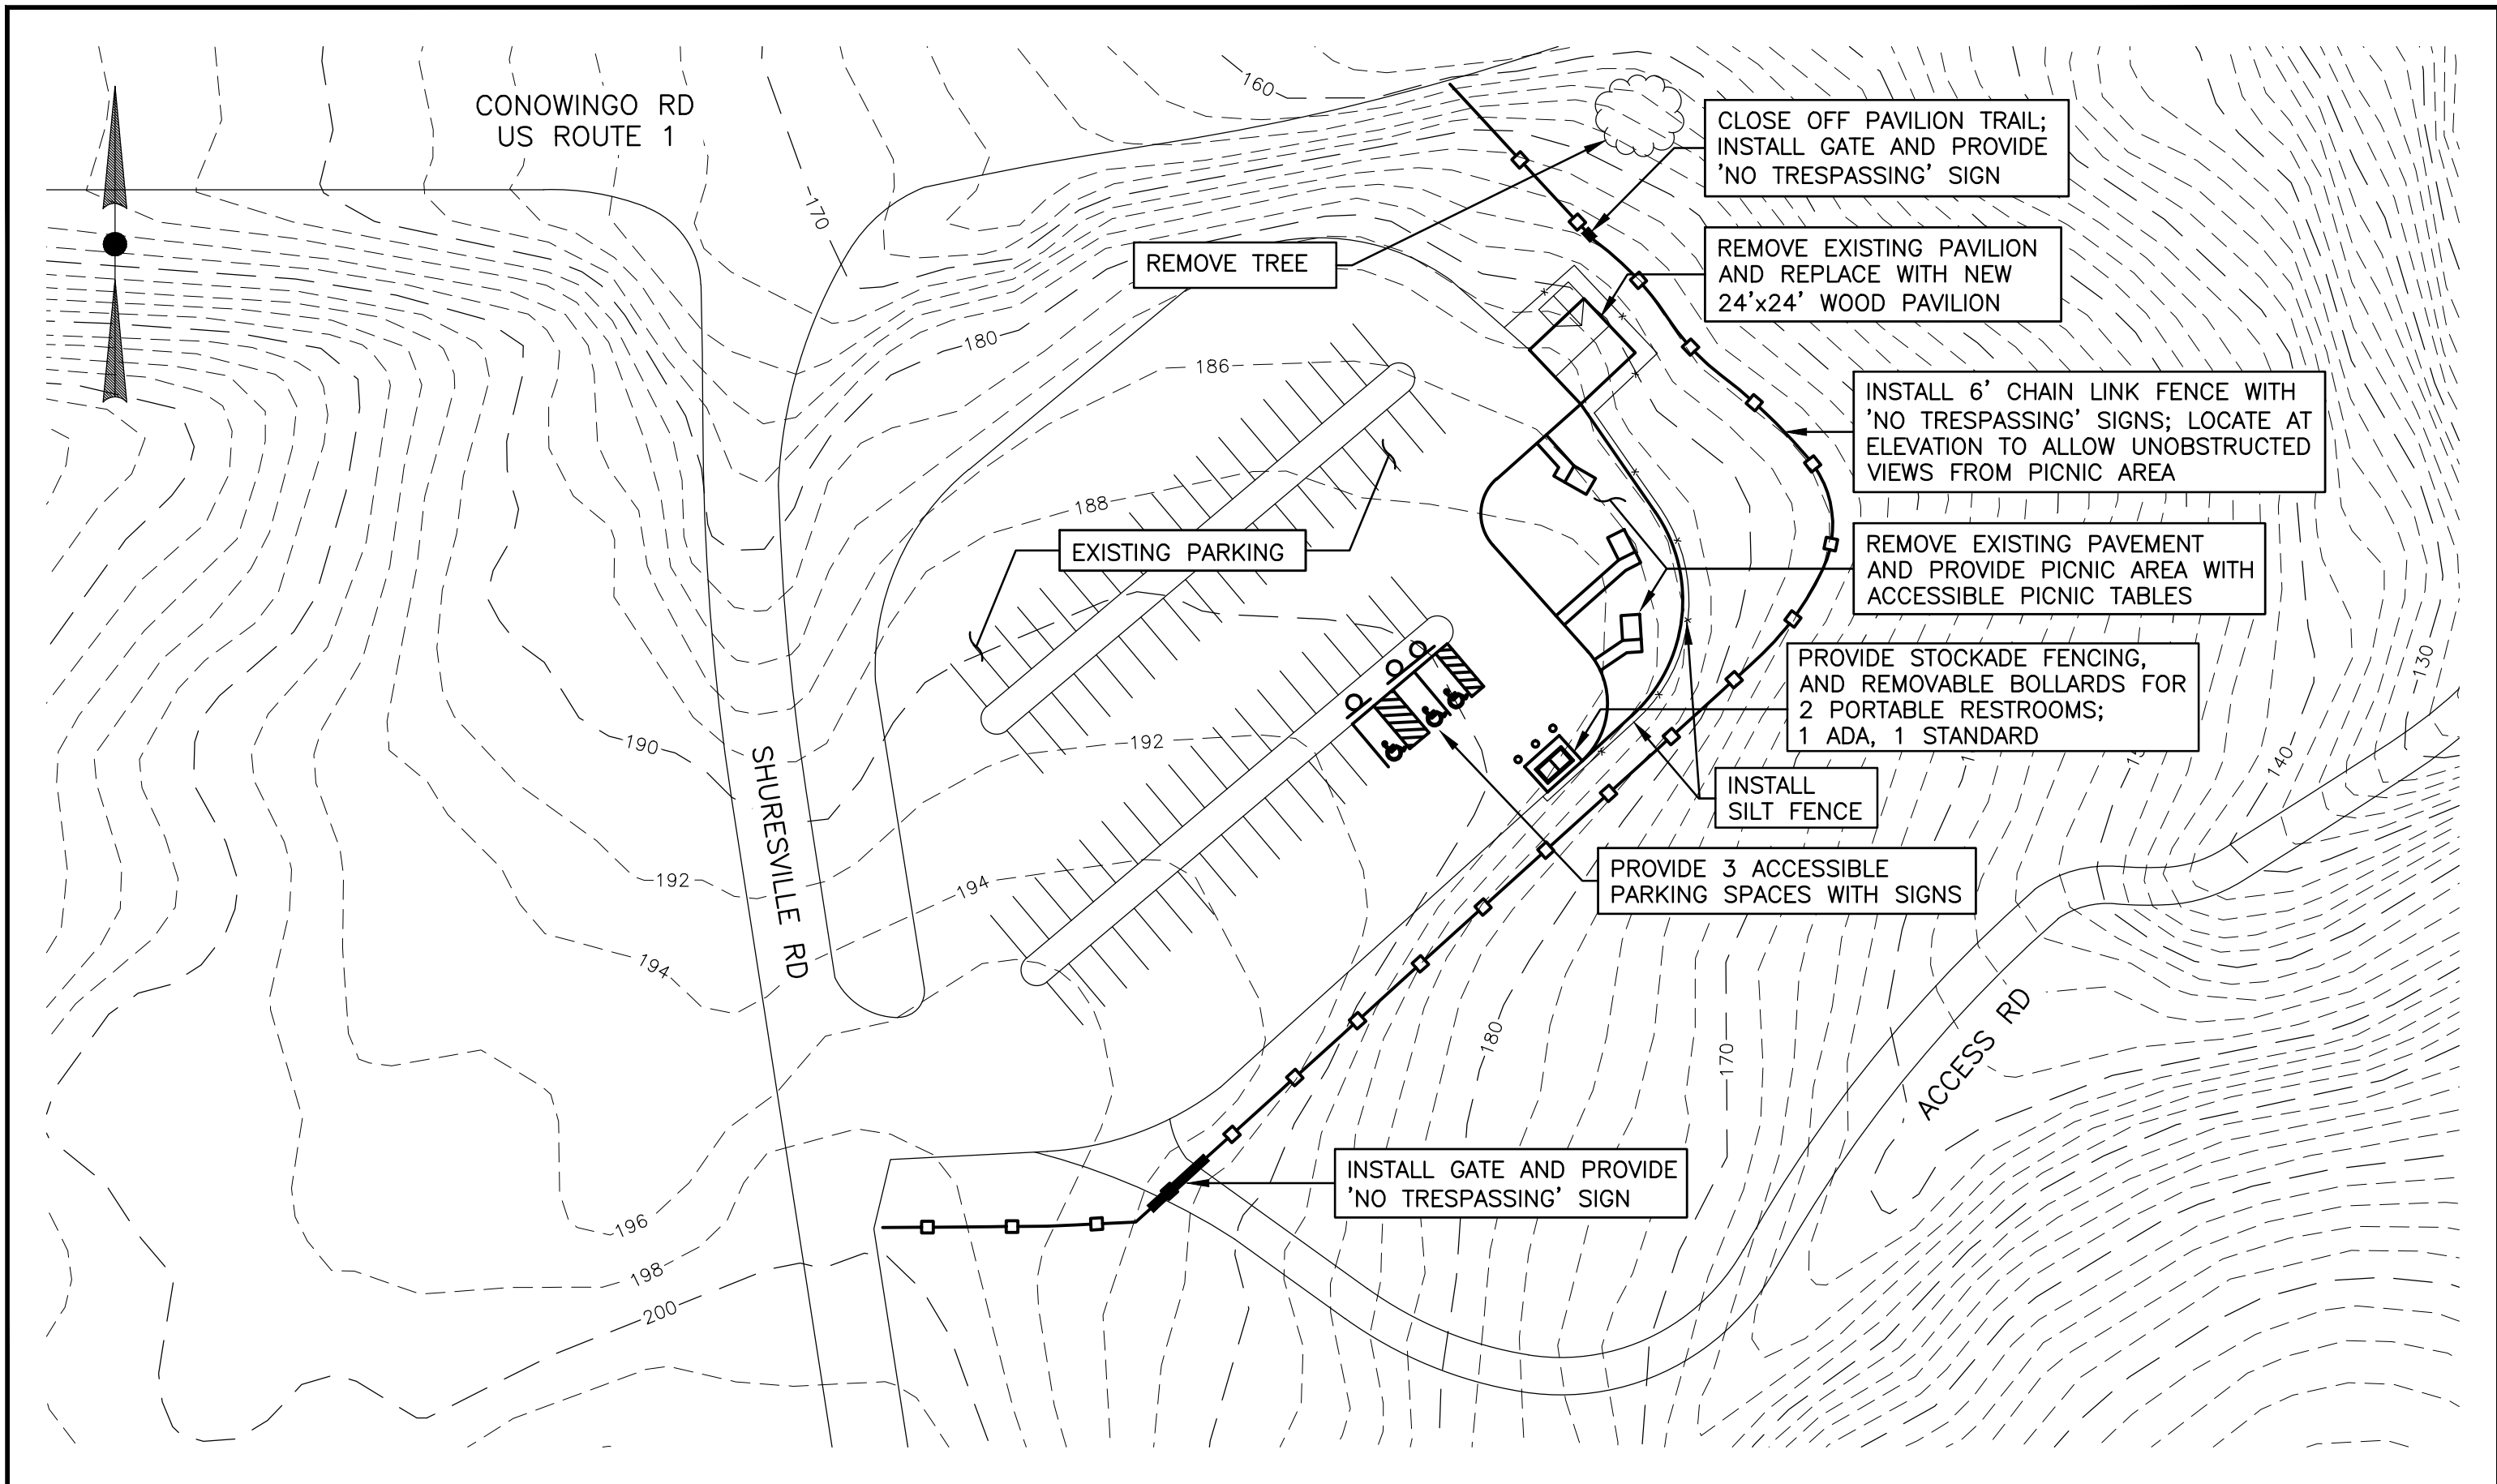 CONOWINGO RD
US ROUTE 1
160
170
CLOSE OFF PAVILION TRAIL;
INSTALL GATE AND PROVIDE
'NO TRESPASSING' SIGN
REMOVE TREE
REMOVE EXISTING PAVILION
AND REPLACE WITH NEW
24'x24' WOOD PAVILION
180
186
INSTALL 6' CHAIN LINK FENCE WITH
'NO TRESPASSING' SIGNS; LOCATE AT
ELEVATION TO ALLOW UNOBSTRUCTED
VIEWS FROM PICNIC AREA
188
EXISTING PARKING
REMOVE EXISTING PAVEMENT
AND PROVIDE PICNIC AREA WITH
ACCESSIBLE PICNIC TABLES
PROVIDE STOCKADE FENCING,
AND REMOVABLE BOLLARDS FOR
2 PORTABLE RESTROOMS;
1 ADA, 1 STANDARD
130
140
190
192
SHURESVILLE RD
INSTALL
SILT FENCE
192
194
PROVIDE 3 ACCESSIBLE
PARKING SPACES WITH SIGNS
194
180
170
ACCESS RD
INSTALL GATE AND PROVIDE
'NO TRESPASSING' SIGN
196
198
200